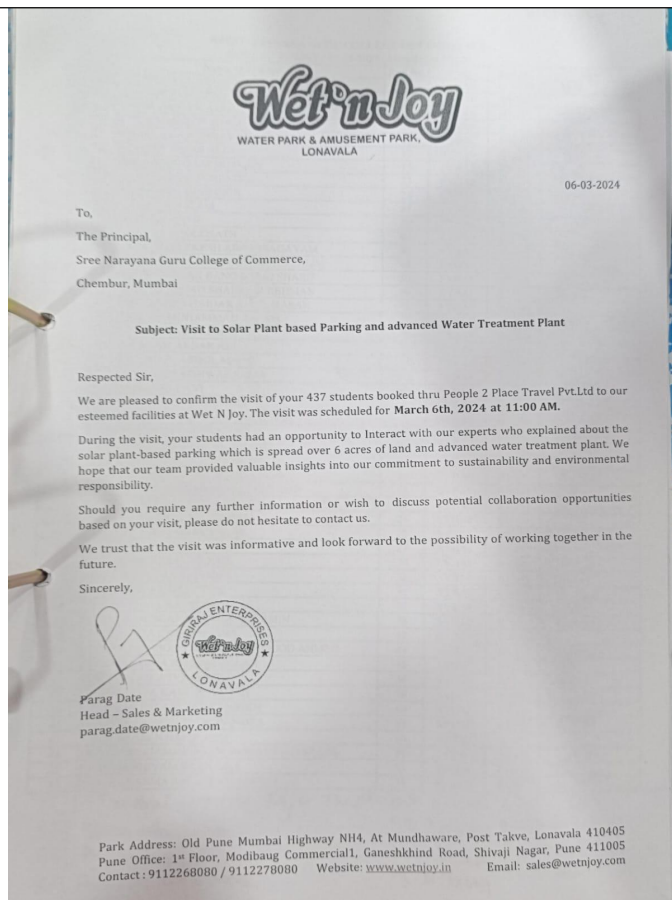 Wet'nJoy
WATER PARK & AMUSEMENT PARK,
LONAVALA
06-03-2024
To,
The Principal,
Sree Narayana Guru College of Commerce,
Chembur, Mumbai
Subject: Visit to Solar Plant based Parking and advanced Water Treatment Plant
Respected Sir,
We are pleased to confirm the visit of your 437 students booked thru People 2 Place Travel Pvt.Ltd to our
esteemed facilities at Wet N Joy. The visit was scheduled for March 6th, 2024 at 11:00 AM.
During the visit, your students had an opportunity to Interact with our experts who explained about the
solar plant-based parking which is spread over 6 acres of land and advanced water treatment plant. We
hope that our team provided valuable insights into our commitment to sustainability and environmental
responsibility.
Should you require any further information or wish to discuss potential collaboration opportunities
based on your visit, please do not hesitate to contact us.
We trust that the visit was informative and look forward to the possibility of working together in the
future.
Sincerely,
GIRIRAJ ENTERPRISES
Wet'nJoy
LONAVALA
Parag Date
Head – Sales & Marketing
parag.date@wetnjoy.com
Park Address: Old Pune Mumbai Highway NH4, At Mundhaware, Post Takve, Lonavala 410405
Pune Office: 1st Floor, Modibaug Commercial1, Ganeshkhind Road, Shivaji Nagar, Pune 411005
Contact : 9112268080 / 9112278080 Website: www.wetnjoy.in Email: sales@wetnjoy.com